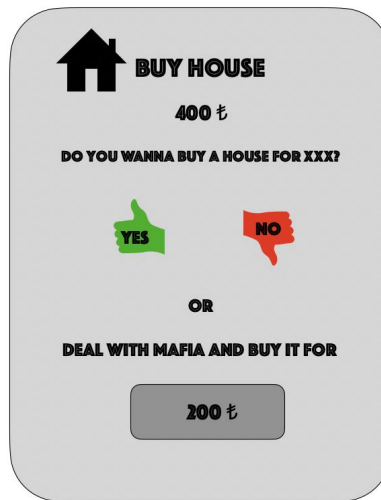 BUY HOUSE
400 ₺
DO YOU WANNA BUY A HOUSE FOR XXX?
YES NO
OR
DEAL WITH MAFIA AND BUY IT FOR
200 ₺